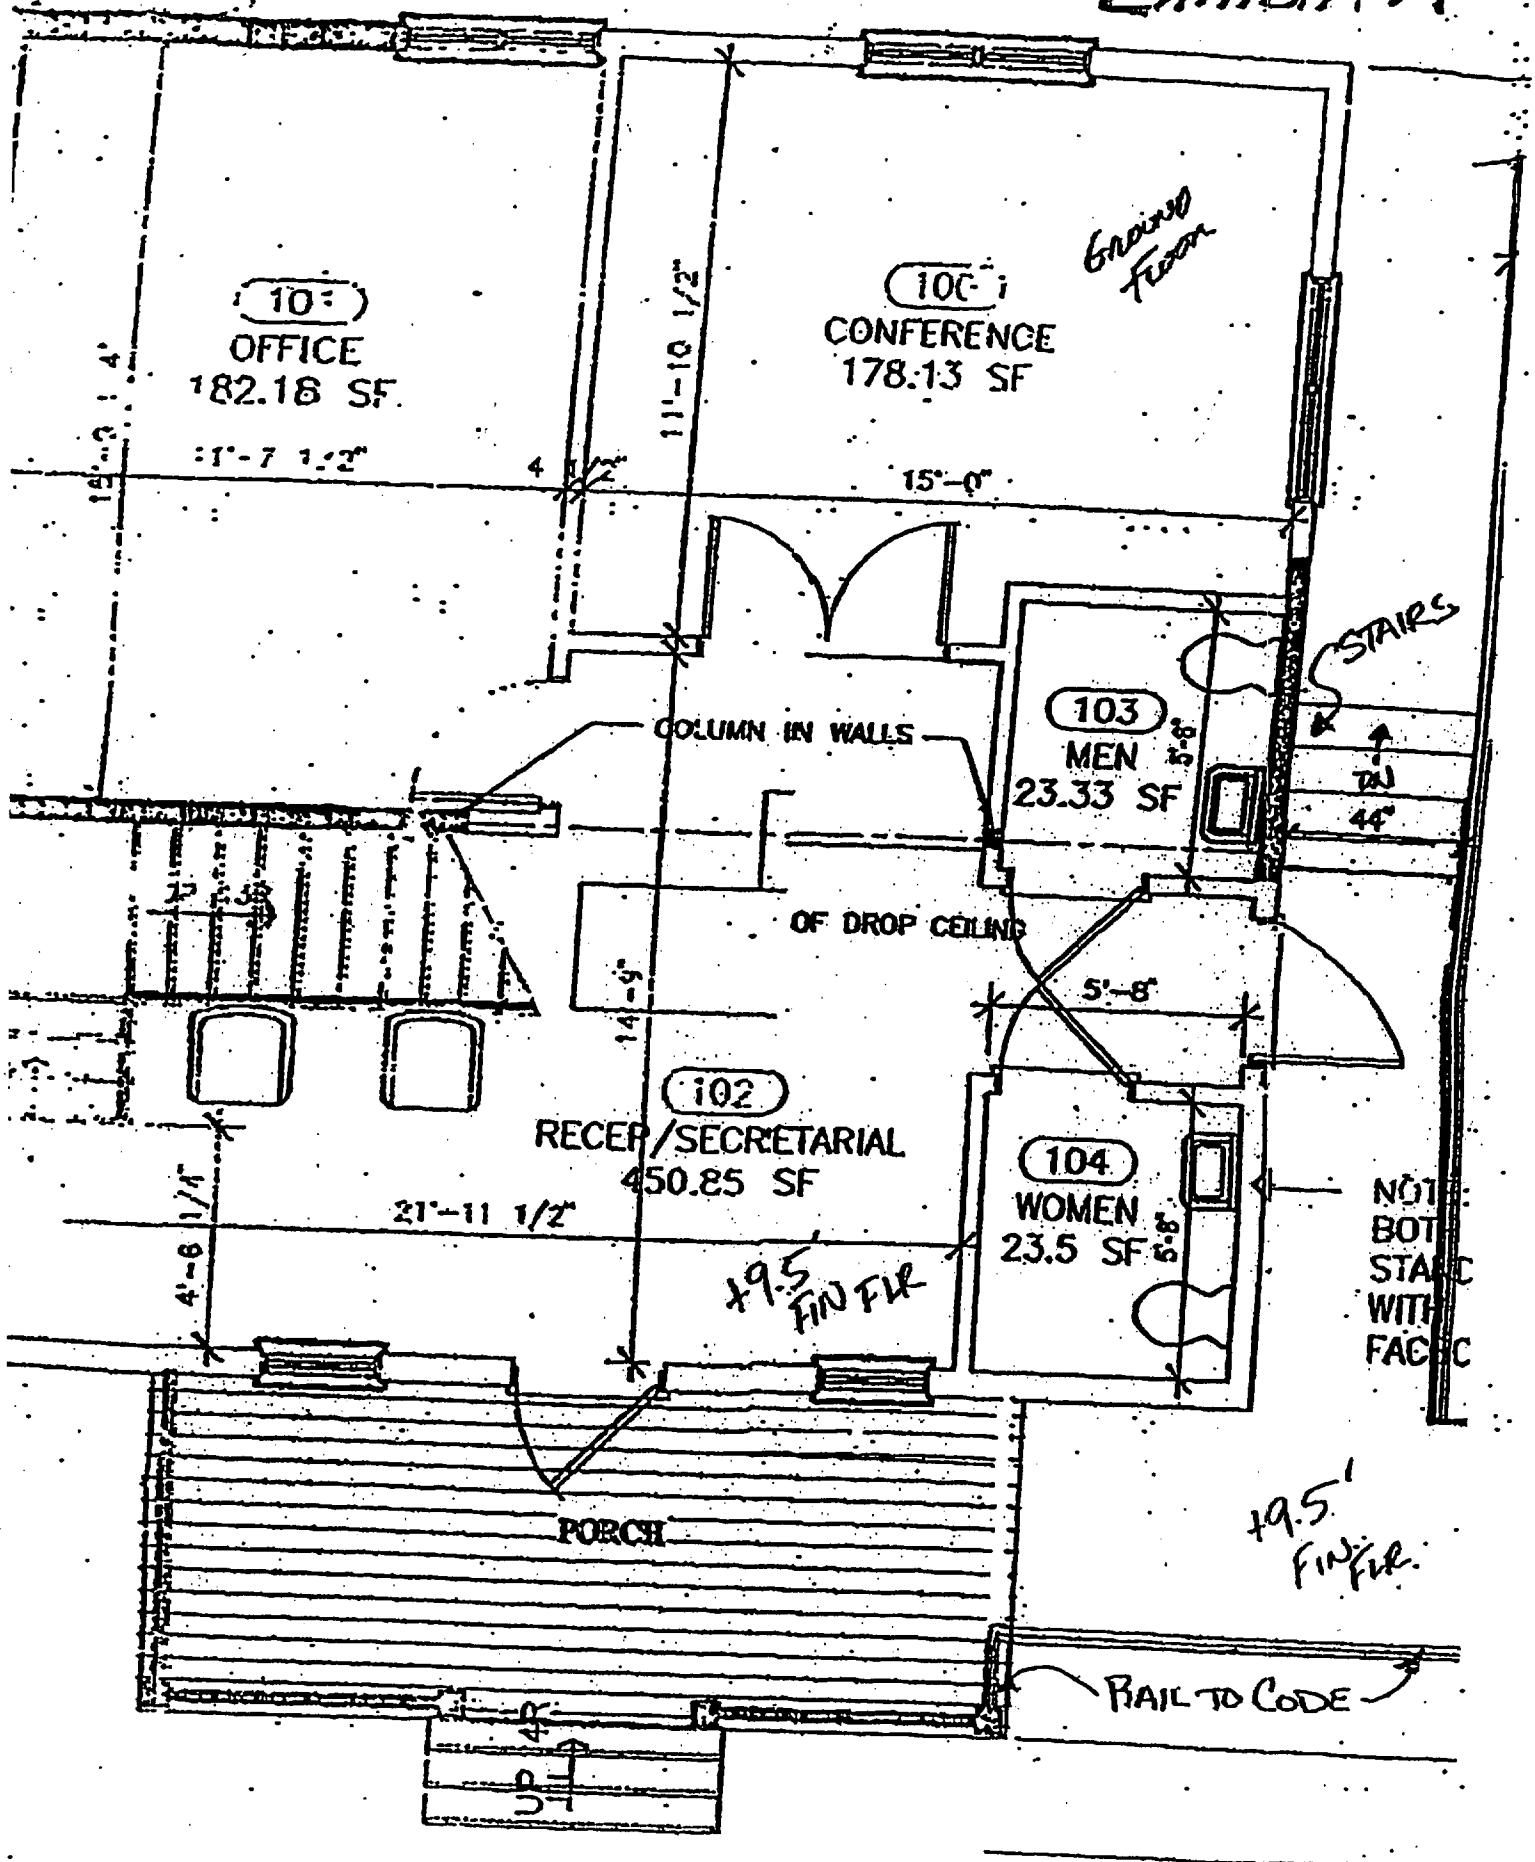 GROUND
FLOOR
OFFICE
182.18 SF
CONFERENCE
178.13 SF
11'-10 1/2"
15'-0"
STAIRS
DN
44"
COLUMN IN WALLS
103
MEN
23.33 SF
5'-8"
OF DROP CEILING
5'-8"
14'-9"
102
RECEP/SECRETARIAL
450.85 SF
21'-11 1/2"
4'-8 1/4"
104
WOMEN
23.5 SF
5'-8"
+9.5'
FIN FLR
WITH
PORCH
+9.5'
FIN FLR.
RAIL TO CODE
UP 4R